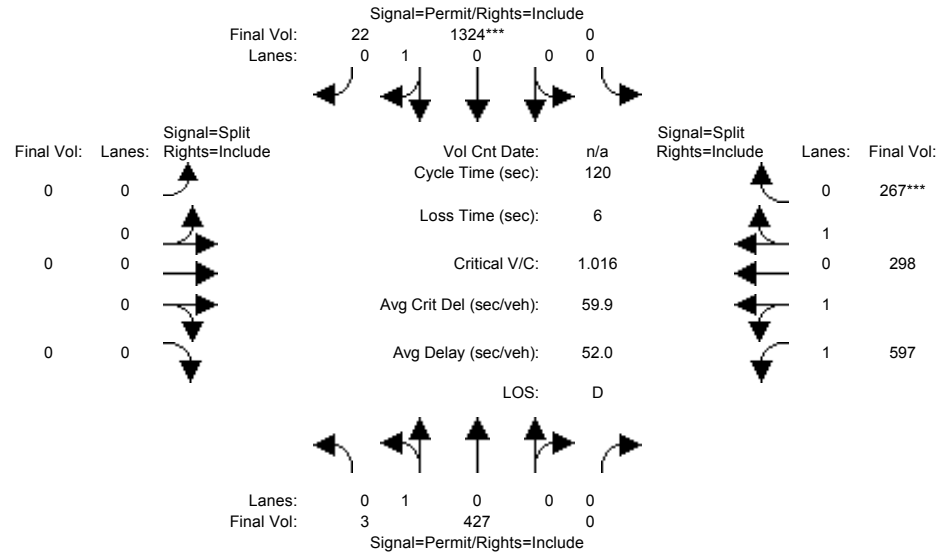 Signal=Permit/Rights=Include
Final Vol: 22 1324*** 0
Lanes: 0 1 0 0 0
Signal=Split
Final Vol: Lanes: Rights=Include
Vol Cnt Date: n/a
Signal=Split
Rights=Include Lanes: Final Vol:
Cycle Time (sec): 120
0 0
0 267***
Loss Time (sec): 6
0
1
0 0
Critical V/C: 1.016
0 298
0
Avg Crit Del (sec/veh): 59.9
1
0 0
Avg Delay (sec/veh): 52.0
1 597
LOS: D
Lanes: 0 1 0 0 0
Final Vol: 3 427 0
Signal=Permit/Rights=Include